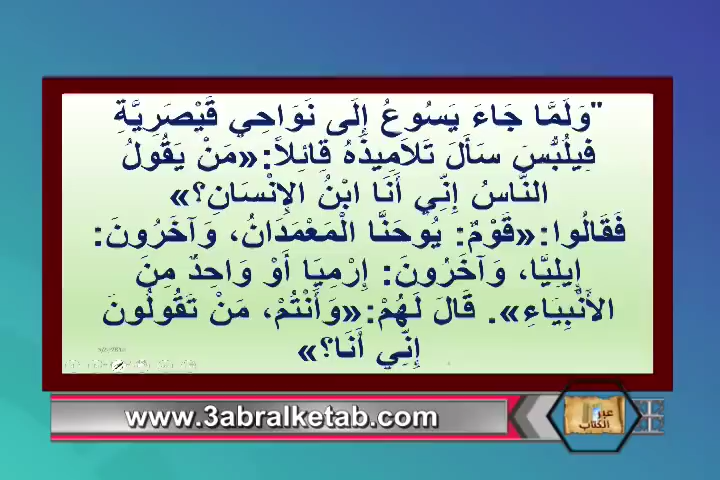 "وَلَمَّا جَاءَ يَسُوعُ إِلَى نَوَاحِي قَيْصَرِيَّةِ
فِيلُبُّسَ سَأَلَ تَلاَمِيذَهُ قِائِلاً:«مَنْ يَقُولُ
النَّاسُ إِنِّي أَنَا ابْنُ الإِنْسَانِ؟»
فَقَالُوا:«قَوْمٌ: يُوحَنَّا الْمَعْمَدَانُ، وَآخَرُونَ:
إِيلِيَّا، وَآخَرُونَ: إِرْمِيَا أَوْ وَاحِدٌ مِنَ
الأَنْبِيَاءِ». قَالَ لَهُمْ:«وَأَنْتُمْ، مَنْ تَقُولُونَ
إِنِّي أَنَا؟»
www.3abralketab.com
عبر
الكتاب